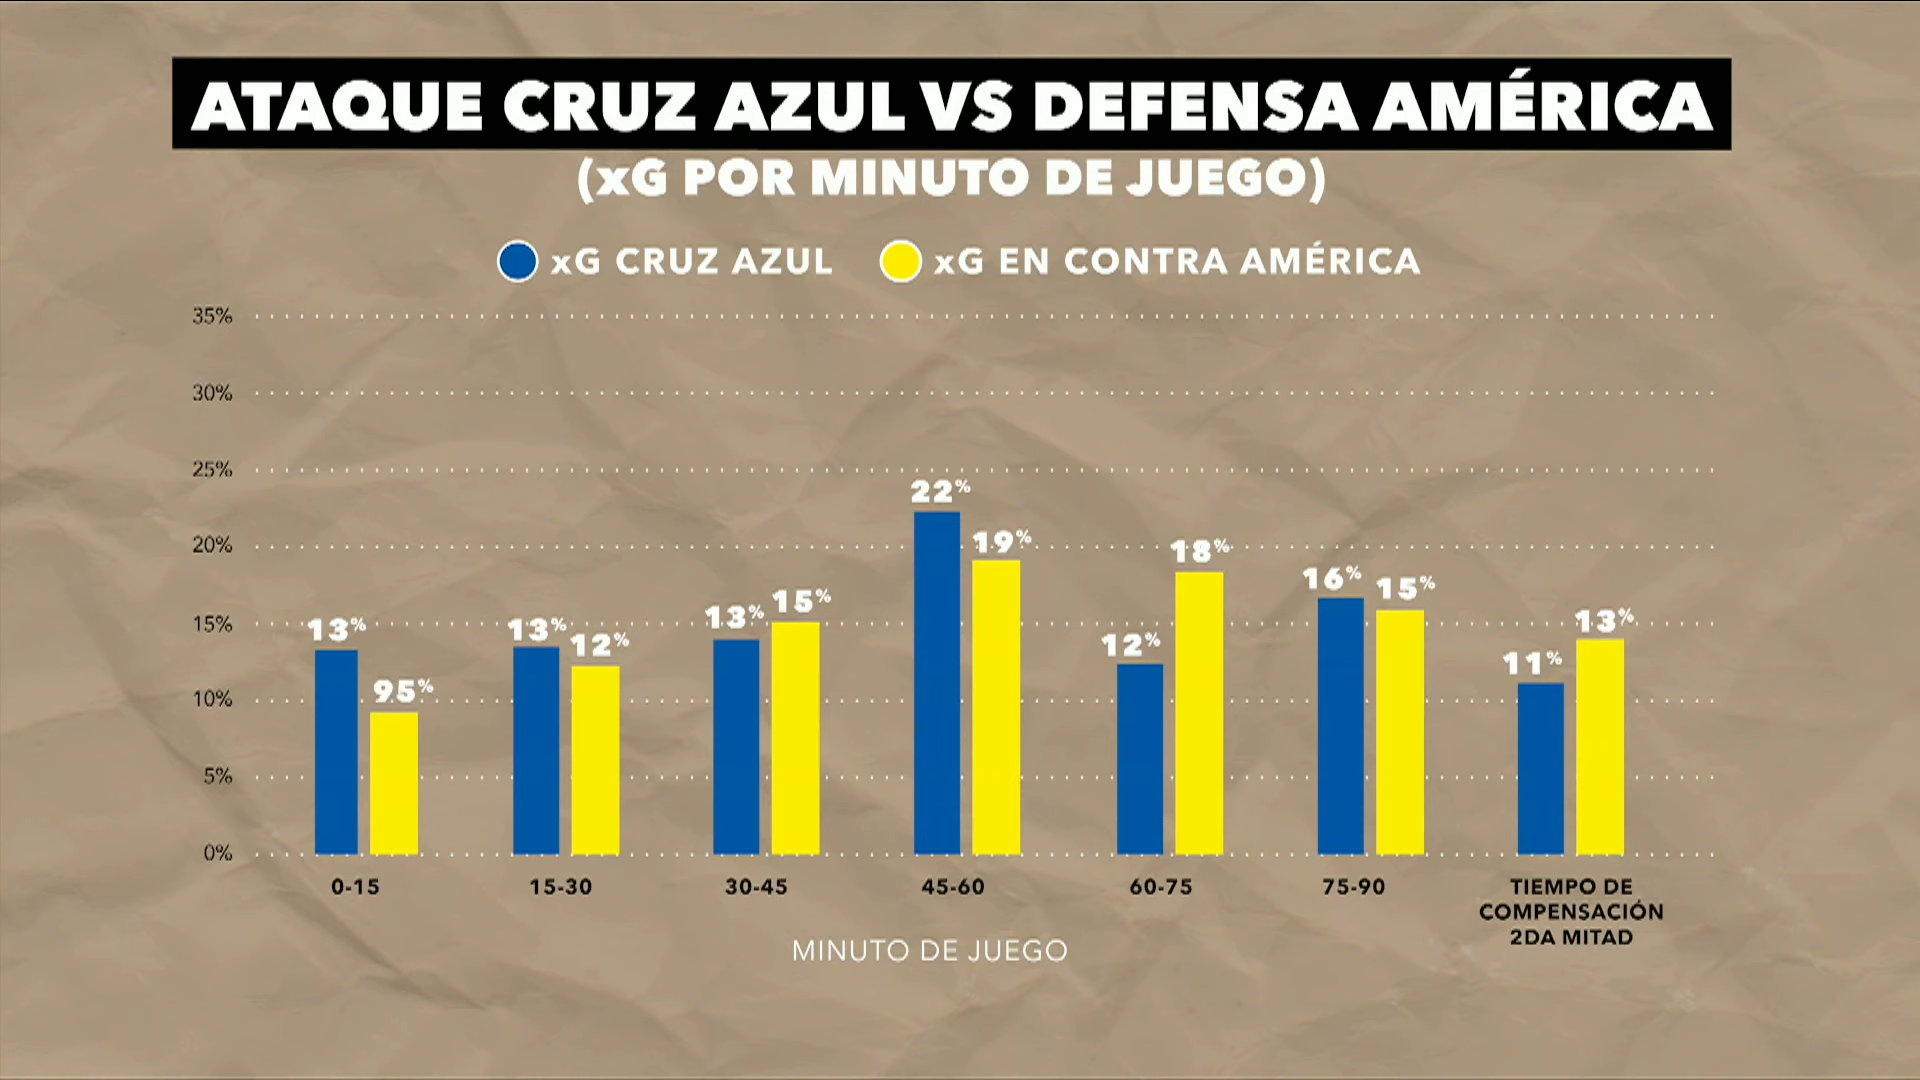 ATAQUE CRUZ AZUL VS DEFENSA AMÉRICA
(xG POR MINUTO DE JUEGO)
xG CRUZ AZUL xG EN CONTRA AMÉRICA
35%
30%
25%
22%
20% 19% 18%
16% 15%
15% 13% 13% 12% 13% 15% 12% 13%
11%
10% 95%
5%
0%
0-15 15-30 30-45 45-60 60-75 75-90 TIEMPO DE
COMPENSACIÓN
2DA MITAD
MINUTO DE JUEGO